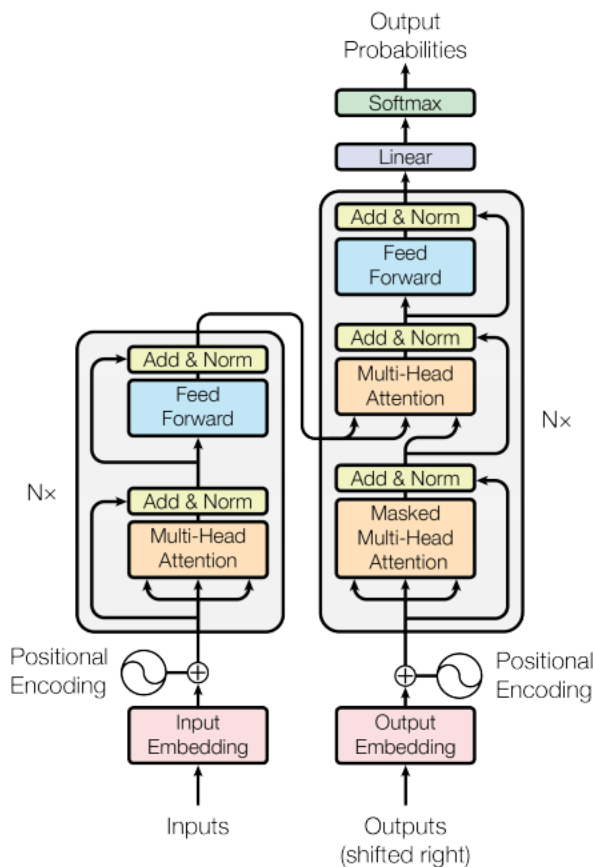 Output
Probabilities
Softmax
Linear
Add & Norm
Feed
Forward
Add & Norm
Multi-Head
Attention
Add & Norm
Masked
Multi-Head
Attention
N×
Add & Norm
Feed
Forward
Add & Norm
Multi-Head
Attention
N×
Positional
Encoding
Positional
Encoding
Input
Embedding
Output
Embedding
Inputs
Outputs
(shifted right)